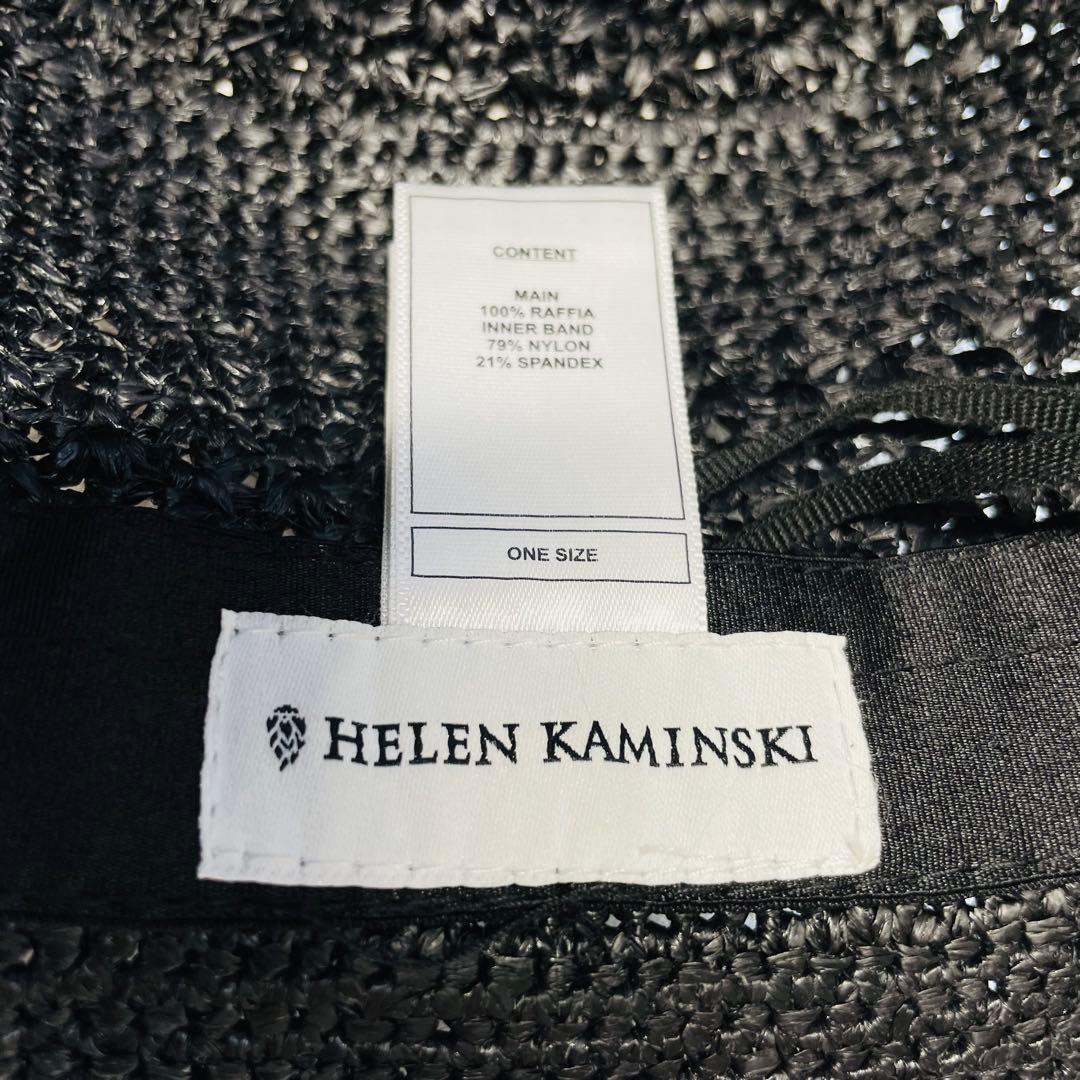 CONTENT
MAIN
100% RAFFIA
INNER BAND
79% NYLON
21% SPANDEX
ONE SIZE
HELEN KAMINSKI